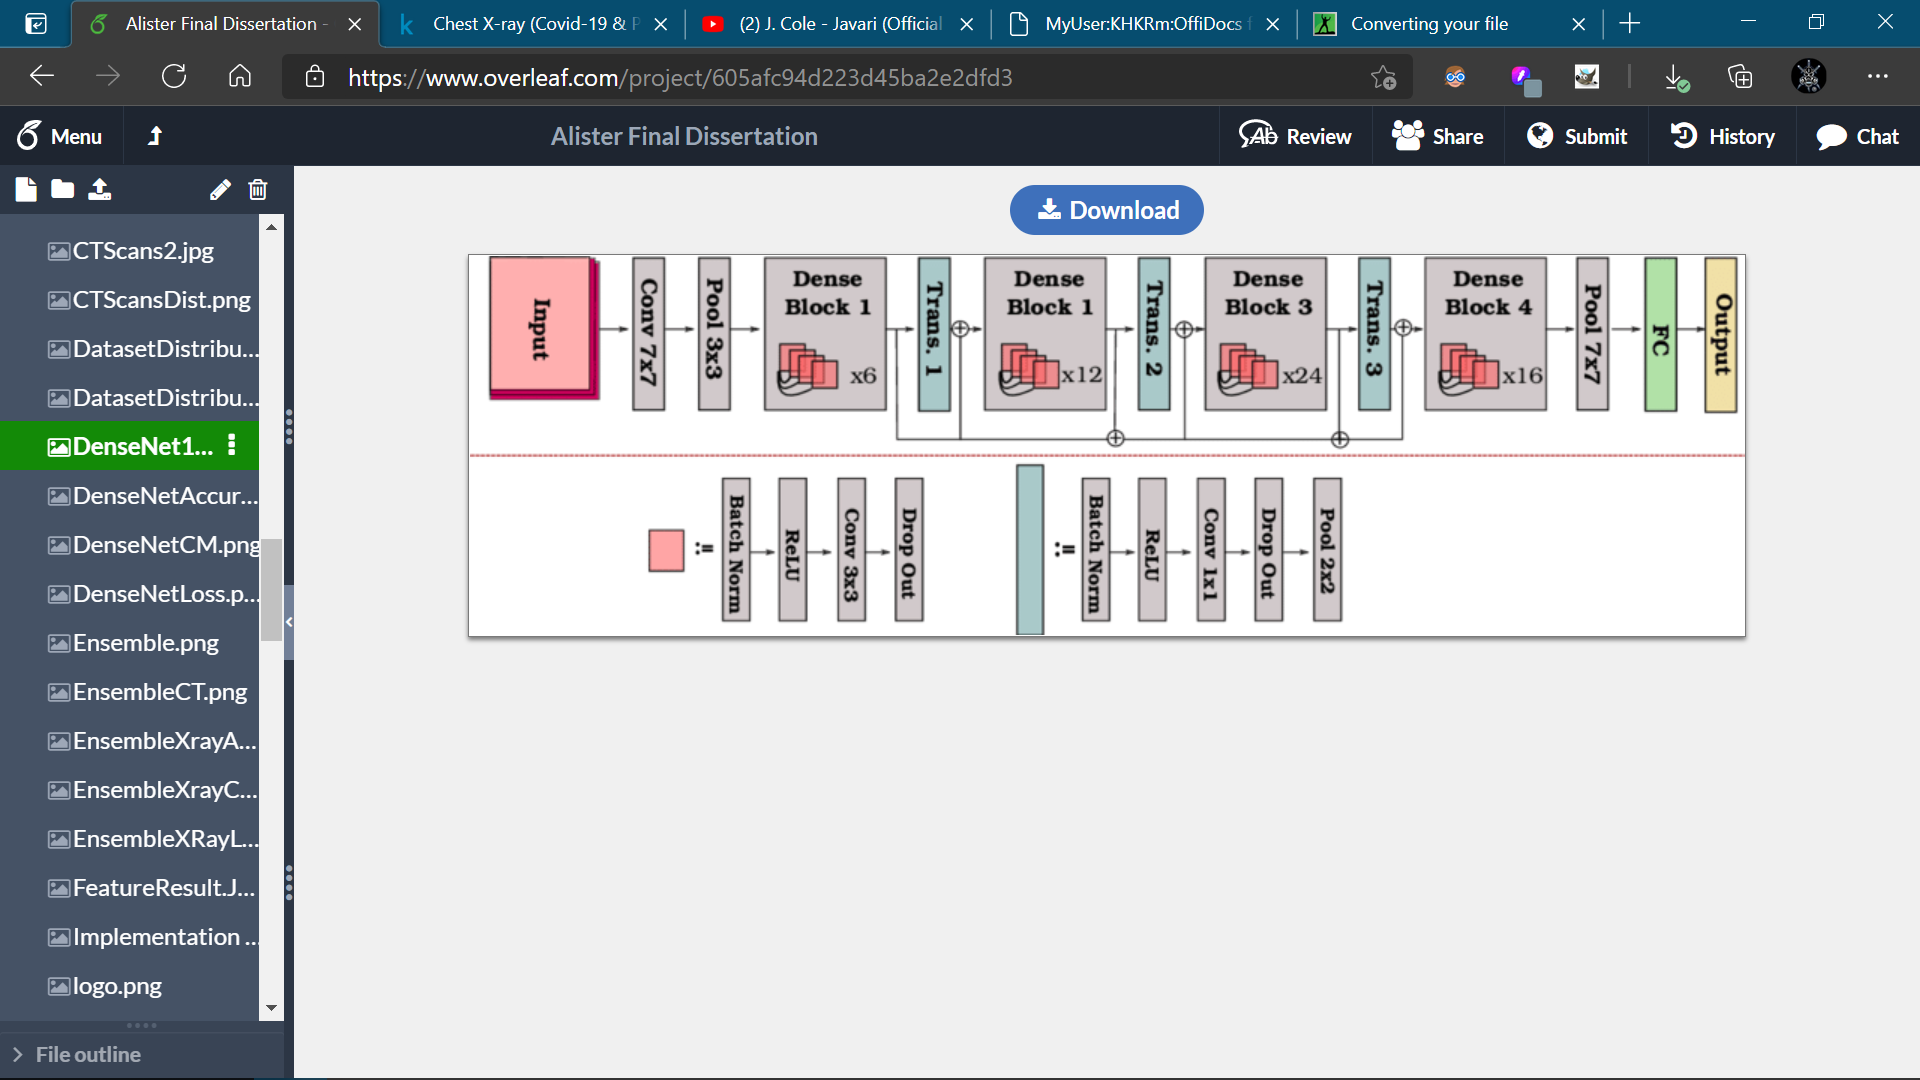 Alister Final Dissertation -
Chest X-ray (Covid-19 & P
(2) J. Cole - Javari (Official
MyUser:KHKRm:OffiDocs f
Converting your file
https://www.overleaf.com/project/605afc94d223d45ba2e2dfd3
Menu
Alister Final Dissertation
Review
Share
Submit
History
Chat
Download
CTScans2.jpg
CTScansDist.png
DatasetDistribu...
DatasetDistribu...
DenseNet1...
DenseNetAccur...
DenseNetCM.png
DenseNetLoss.p...
Ensemble.png
EnsembleCT.png
EnsembleXrayA...
EnsembleXrayC...
EnsembleXRayL...
FeatureResult.J...
Implementation ...
logo.png
File outline
Input
Conv 7x7
Pool 3x3
Dense
Block 1
x6
Trans. 1
Dense
Block 1
x12
Trans. 2
Dense
Block 3
x24
Trans. 3
Dense
Block 4
x16
Pool 7x7
FC
Output
:=
Batch Norm
ReLU
Conv 3x3
Drop Out
:=
Batch Norm
ReLU
Conv 1x1
Drop Out
Pool 2x2